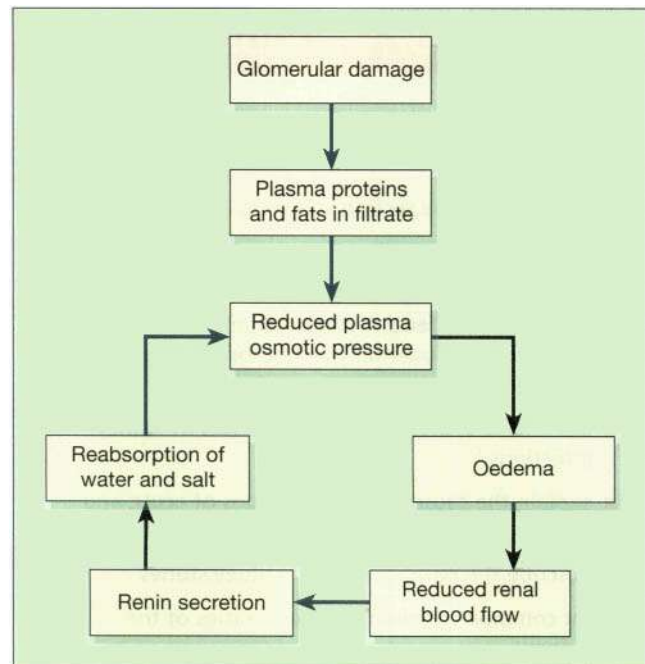 Glomerular damage
Plasma proteins
and fats in filtrate
Reduced plasma
osmotic pressure
Reabsorption of
water and salt
Oedema
Renin secretion
Reduced renal
blood flow